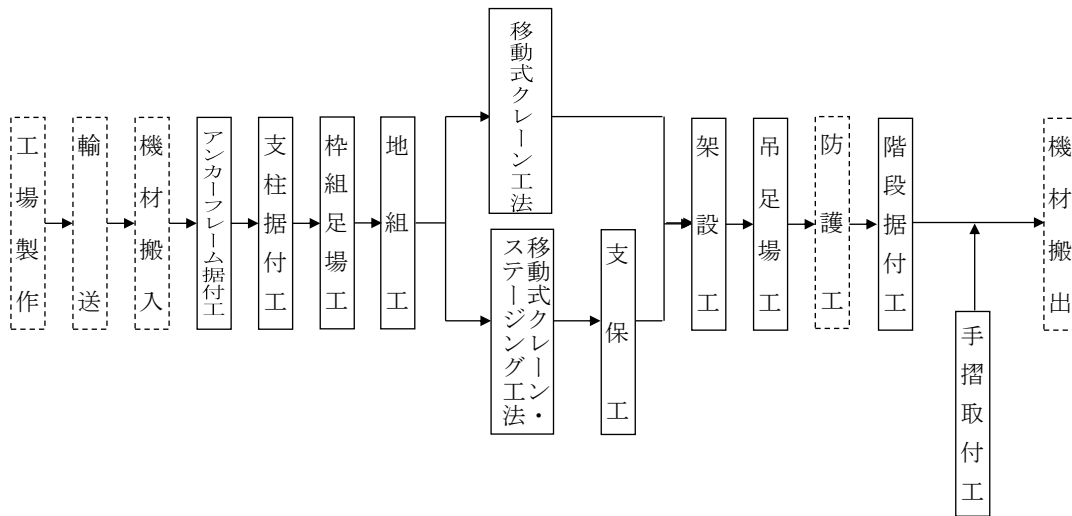 工場製作
輸送
機材搬入
アンカーフレーム据付工
支柱据付工
枠組足場工
地組工
移動式クレーン工法
移動式クレーン・
ステージング工法
支保工
架設工
吊足場工
防護工
階段据付工
手摺取付工
機材搬出